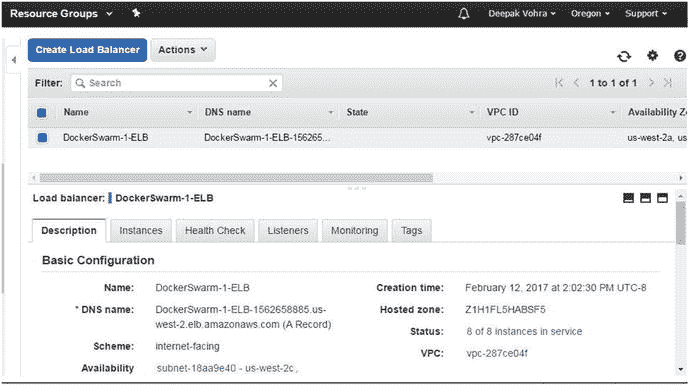 Resource Groups Deepak Vohra Oregon Support
Create Load Balancer Actions
Filter: Search 1 to 1 of 1
Name DNS name State VPC ID Availability Z
DockerSwarm-1-ELB DockerSwarm-1-ELB-156265... vpc-287ce04f us-west-2a, us
Load balancer: DockerSwarm-1-ELB
Description Instances Health Check Listeners Monitoring Tags
Basic Configuration
Name: DockerSwarm-1-ELB Creation time: February 12, 2017 at 2:02:30 PM UTC-8
* DNS name: DockerSwarm-1-ELB-1562658885.us- Hosted zone: Z1H1FL5HABSF5
west-2.elb.amazonaws.com (A Record)
Status: 8 of 8 instances in service
Scheme: internet-facing VPC: vpc-287ce04f
Availability subnet-18aa9e40 - us-west-2c,